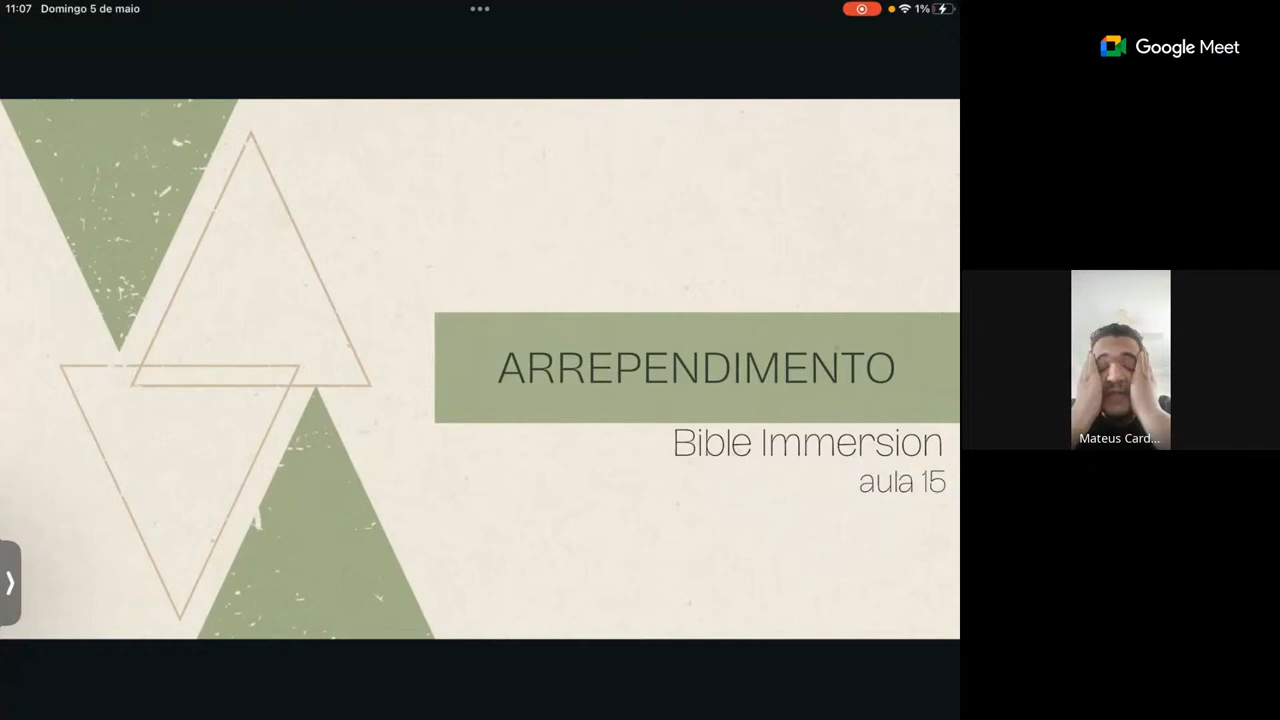 11:07 Domingo 5 de maio
1%
Google Meet
ARREPENDIMENTO
Bible Immersion
aula 15
Mateus Card...